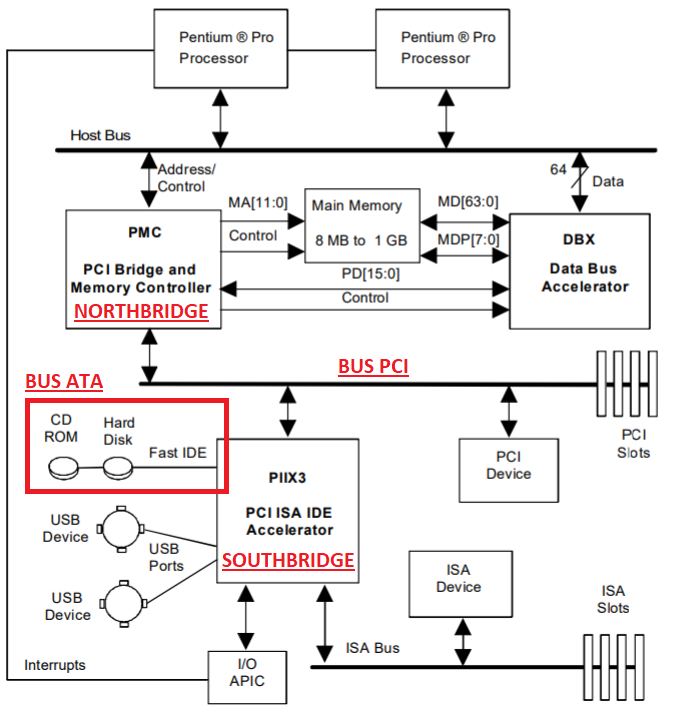 Pentium ® Pro
Processor
Pentium ® Pro
Processor
Host Bus
Address/
Control
64
Data
MA[11:0]
Control
Main Memory
8 MB to 1 GB
MD[63:0]
MDP[7:0]
PMC
PCI Bridge and
Memory Controller
NORTHBRIDGE
PD[15:0]
Control
DBX
Data Bus
Accelerator
BUS PCI
BUS ATA
CD
ROM
Hard
Disk
Fast IDE
PIIX3
PCI ISA IDE
Accelerator
SOUTHBRIDGE
PCI
Device
PCI
Slots
USB
Device
USB
Ports
USB
Device
ISA
Device
ISA
Slots
ISA Bus
Interrupts
I/O
APIC